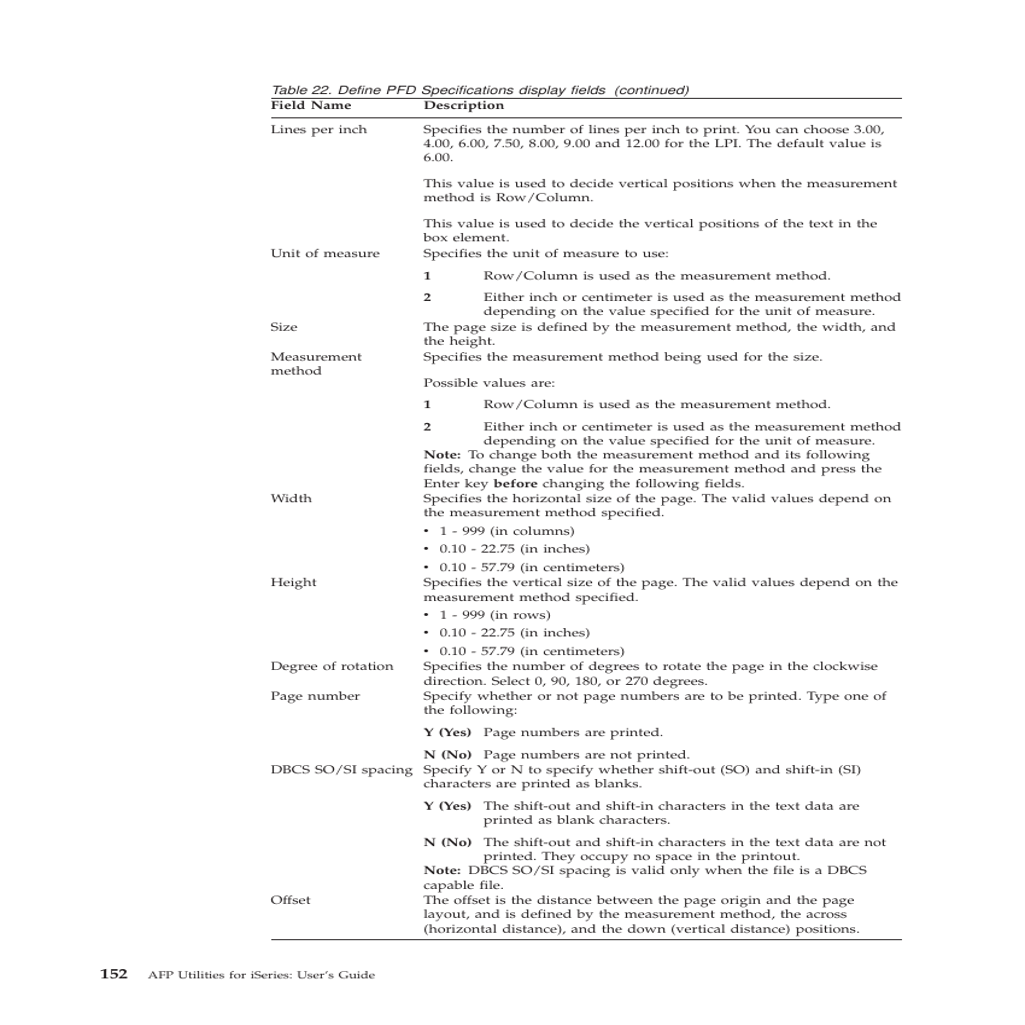 Table 22. Define PFD Specifications display fields (continued)
Field Name Description
Lines per inch Specifies the number of lines per inch to print. You can choose 3.00,
4.00, 6.00, 7.50, 8.00, 9.00 and 12.00 for the LPI. The default value is
6.00.
This value is used to decide vertical positions when the measurement
method is Row/Column.
This value is used to decide the vertical positions of the text in the
box element.
Unit of measure Specifies the unit of measure to use:
1 Row/Column is used as the measurement method.
2 Either inch or centimeter is used as the measurement method
depending on the value specified for the unit of measure.
Size The page size is defined by the measurement method, the width, and
the height.
Measurement Specifies the measurement method being used for the size.
method
Possible values are:
1 Row/Column is used as the measurement method.
2 Either inch or centimeter is used as the measurement method
depending on the value specified for the unit of measure.
Note: To change both the measurement method and its following
fields, change the value for the measurement method and press the
Enter key before changing the following fields.
Width Specifies the horizontal size of the page. The valid values depend on
the measurement method specified.
• 1 - 999 (in columns)
• 0.10 - 22.75 (in inches)
• 0.10 - 57.79 (in centimeters)
Height Specifies the vertical size of the page. The valid values depend on the
measurement method specified.
• 1 - 999 (in rows)
• 0.10 - 22.75 (in inches)
• 0.10 - 57.79 (in centimeters)
Degree of rotation Specifies the number of degrees to rotate the page in the clockwise
direction. Select 0, 90, 180, or 270 degrees.
Page number Specify whether or not page numbers are to be printed. Type one of
the following:
Y (Yes) Page numbers are printed.
N (No) Page numbers are not printed.
DBCS SO/SI spacing Specify Y or N to specify whether shift-out (SO) and shift-in (SI)
characters are printed as blanks.
Y (Yes) The shift-out and shift-in characters in the text data are
printed as blank characters.
N (No) The shift-out and shift-in characters in the text data are not
printed. They occupy no space in the printout.
Note: DBCS SO/SI spacing is valid only when the file is a DBCS
capable file.
Offset The offset is the distance between the page origin and the page
layout, and is defined by the measurement method, the across
(horizontal distance), and the down (vertical distance) positions.
152 AFP Utilities for iSeries: User's Guide